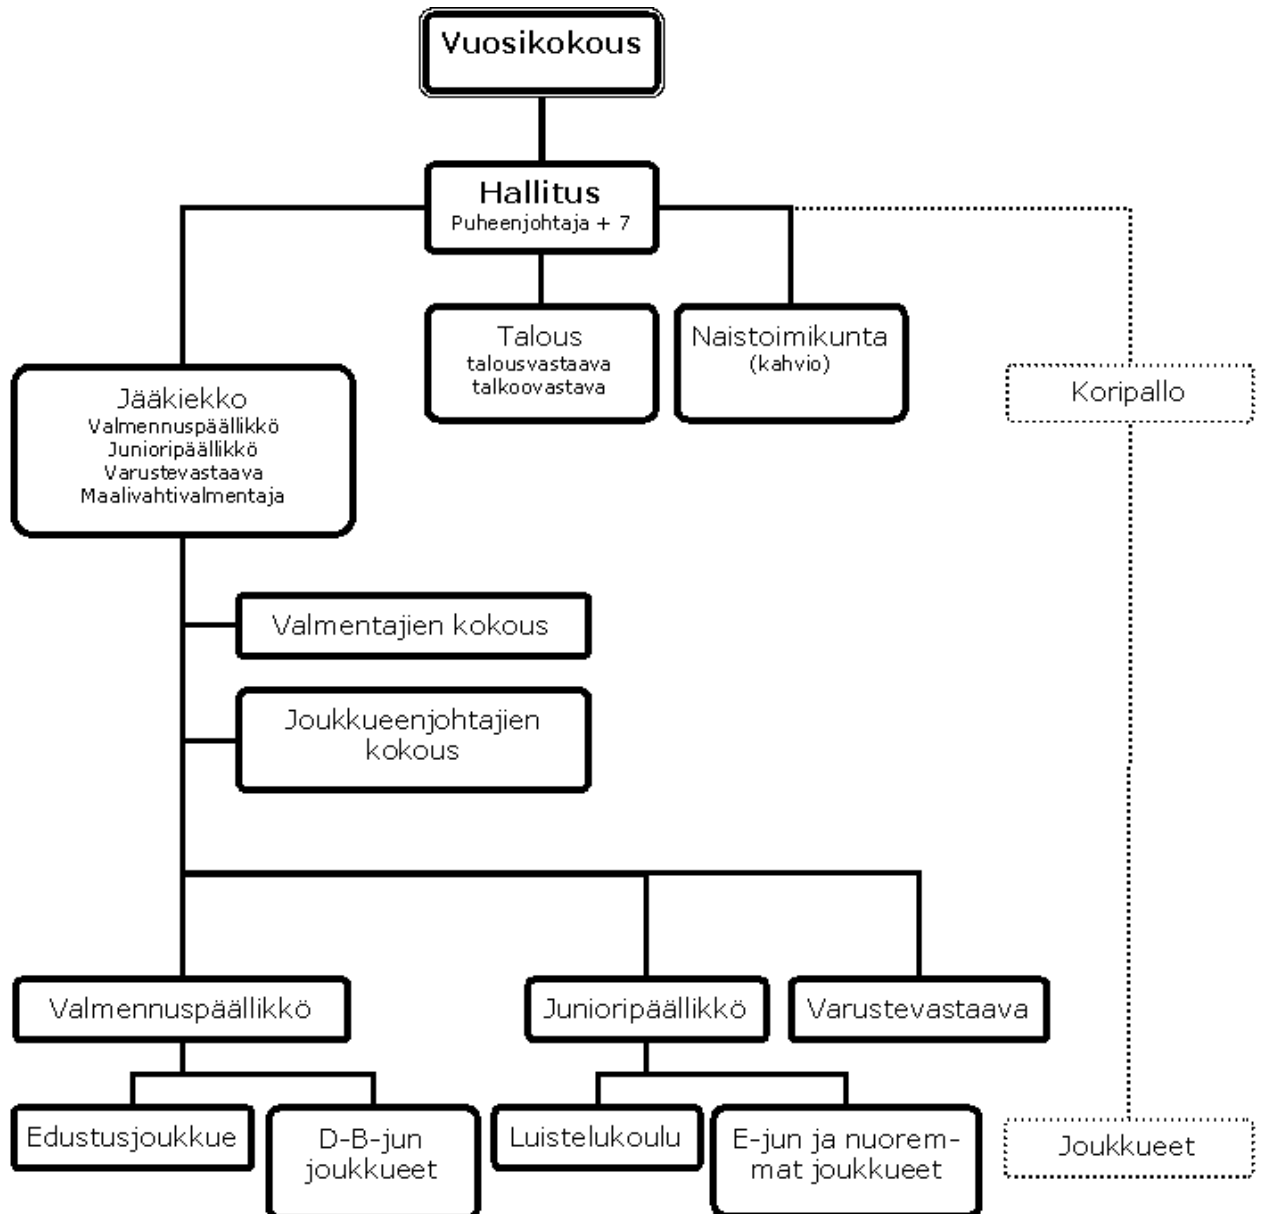 Vuosikokous
Hallitus
Puheenjohtaja + 7
Talous
talousvastaava
talkoovastava
Naistoimikunta
(kahvio)
Jääkiekko
Valmennuspäällikkö
Junioripäällikkö
Varustevastaava
Maalivahtivalmentaja
Koripallo
Valmentajien kokous
Joukkueenjohtajien
kokous
Valmennuspäällikkö
Junioripäällikkö
Varustevastaava
Edustusjoukkue
D-B-jun
joukkueet
Luistelukoulu
E-jun ja nuorem-
mat joukkueet
Joukkueet